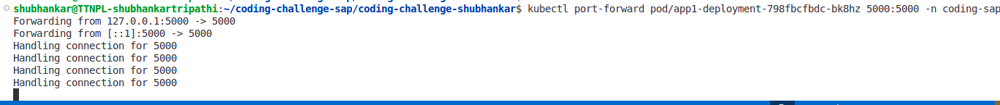 shubhankar@TTNPL-shubhankartripathi:~/coding-challenge-sap/coding-challenge-shubhankar$ kubectl port-forward pod/app1-deployment-798fbcfbdc-bk8hz 5000:5000 -n coding-sap
Forwarding from 127.0.0.1:5000 -> 5000
Forwarding from [::1]:5000 -> 5000
Handling connection for 5000
Handling connection for 5000
Handling connection for 5000
Handling connection for 5000